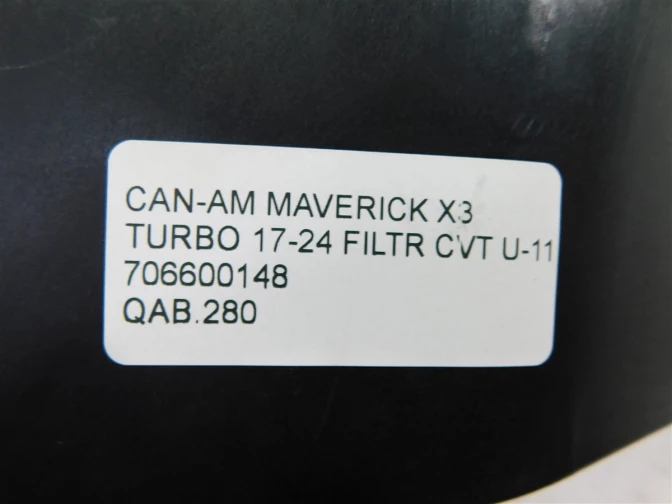 CAN-AM MAVERICK X3
TURBO 17-24 FILTR CVT U-11
706600148
QAB.280